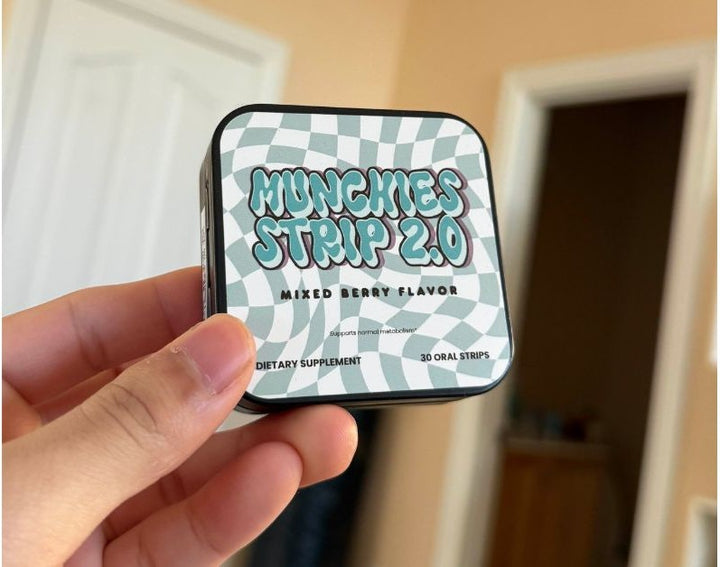 MUNCHIES
STRIP 2.0
MIXED BERRY FLAVOR
Supports normal metabolism*
DIETARY SUPPLEMENT
30 ORAL STRIPS